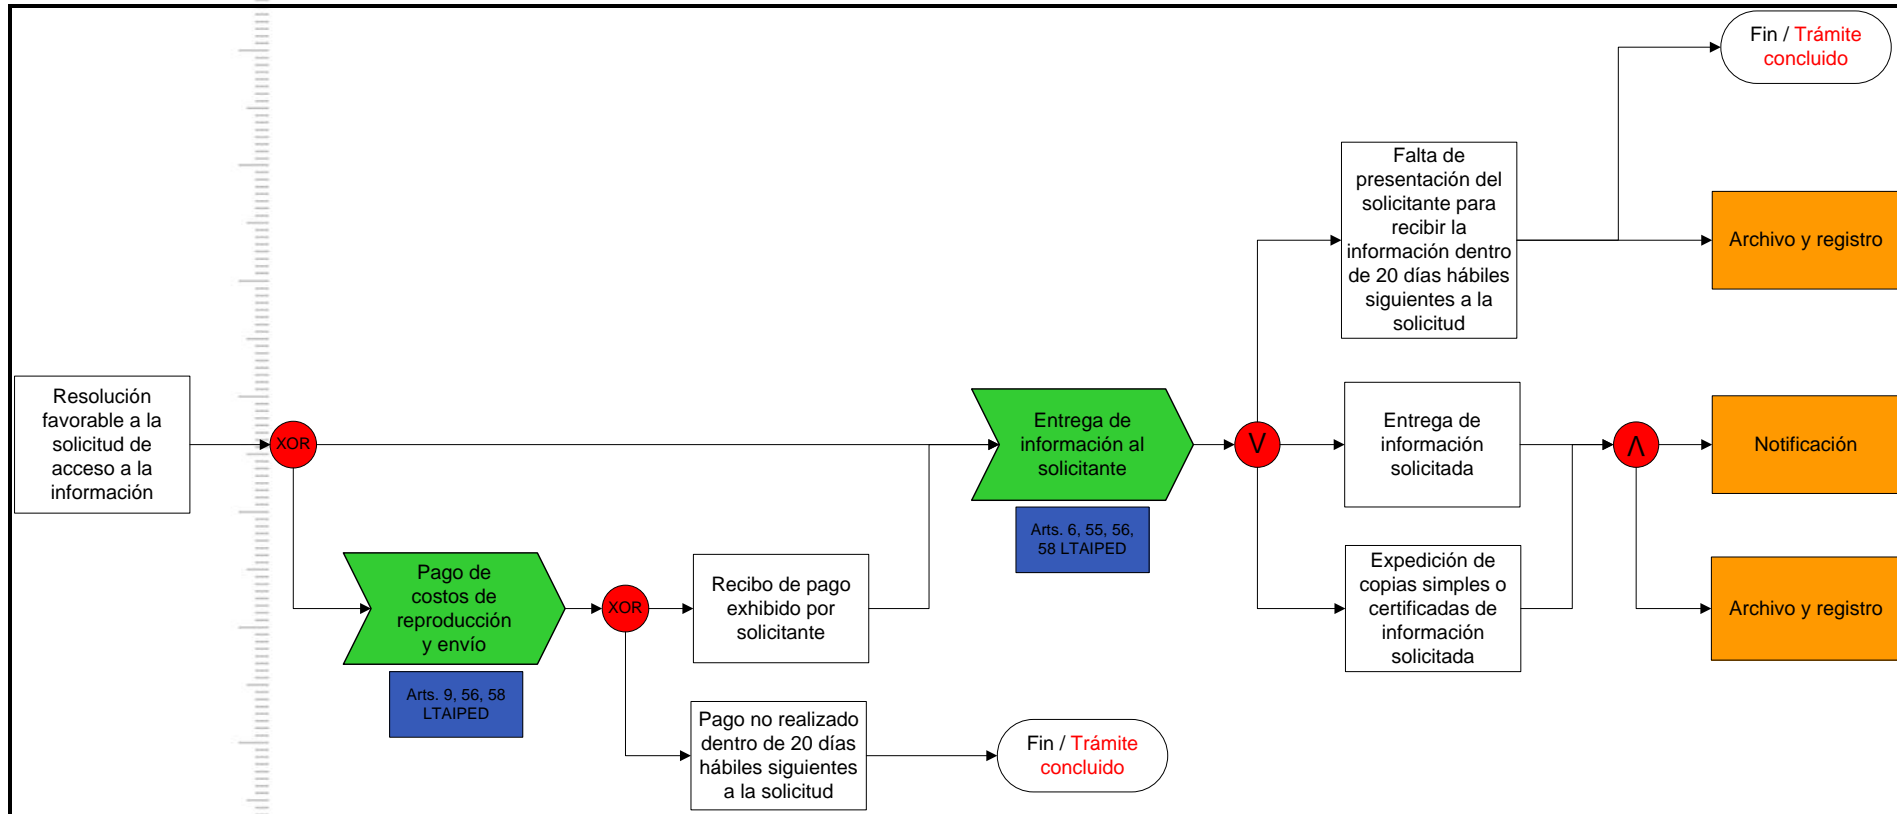 Fin / Trámite
concluido
Falta de
presentación del
solicitante para
recibir la
información dentro
de 20 días hábiles
siguientes a la
solicitud
Archivo y registro
Resolución
favorable a la
solicitud de
acceso a la
información
XOR
Entrega de
información al
solicitante
V
Entrega de
información
solicitada
Λ
Notificación
Arts. 6, 55, 56,
58 LTAIPED
Pago de
costos de
reproducción
y envío
XOR
Recibo de pago
exhibido por
solicitante
Expedición de
copias simples o
certificadas de
información
solicitada
Archivo y registro
Arts. 9, 56, 58
LTAIPED
Pago no realizado
dentro de 20 días
hábiles siguientes
a la solicitud
Fin / Trámite
concluido